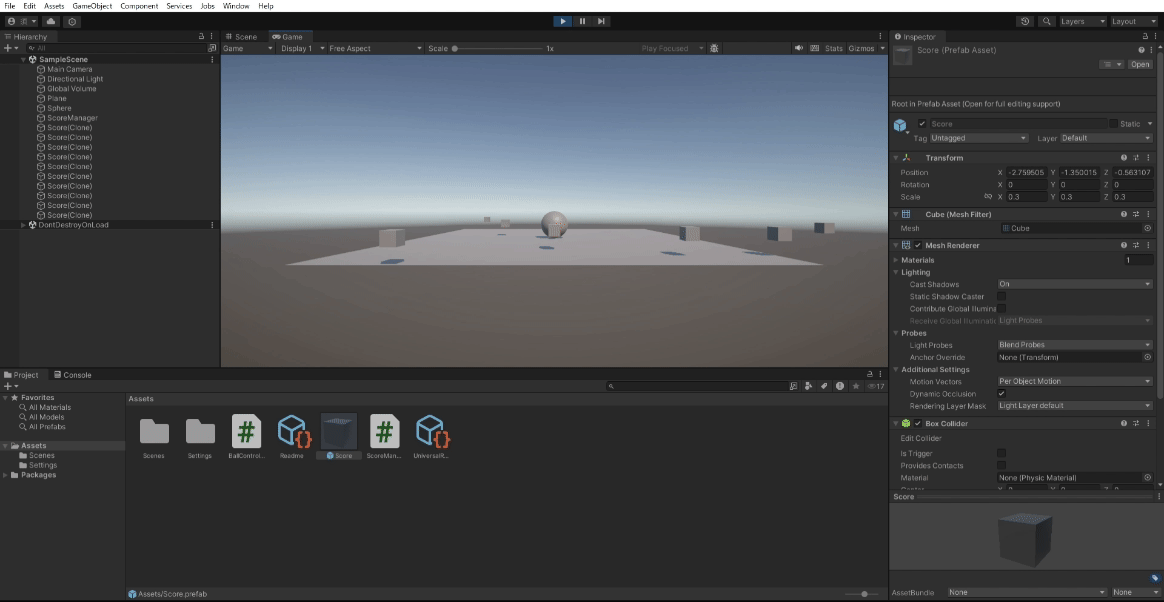 File Edit Assets GameObject Component Services Jobs Window Help
Layers Layout
Hierarchy
All
SampleScene
Main Camera
Directional Light
Global Volume
Plane
Sphere
ScoreManager
Score(Clone)
Score(Clone)
Score(Clone)
Score(Clone)
Score(Clone)
Score(Clone)
Score(Clone)
Score(Clone)
Score(Clone)
Score(Clone)
DontDestroyOnLoad
Scene Game
Game Display 1 Free Aspect Scale 1x Play Focused Stats Gizmos
Project Console
17
Favorites
All Materials
All Models
All Prefabs
Assets
Scenes
Settings
Packages
Assets
Scenes Settings BallControl... Readme Score ScoreMan... UniversalR...
Assets/Score.prefab
Inspector
Score (Prefab Asset)
Open
Root in Prefab Asset (Open for full editing support)
Score Static
Tag Untagged Layer Default
Transform
Position X -2.759505 Y -1.350015 Z -0.563107
Rotation X 0 Y 0 Z 0
Scale X 0.3 Y 0.3 Z 0.3
Cube (Mesh Filter)
Mesh Cube
Mesh Renderer
Materials 1
Lighting
Cast Shadows On
Static Shadow Caster
Contribute Global Illumina
Receive Global Illuminati Light Probes
Probes
Light Probes Blend Probes
Anchor Override None (Transform)
Additional Settings
Motion Vectors Per Object Motion
Dynamic Occlusion
Rendering Layer Mask Light Layer default
Box Collider
Edit Collider
Is Trigger
Provides Contacts
Material None (Physic Material)
Center X 0 Y 0 Z 0
Score
AssetBundle None None